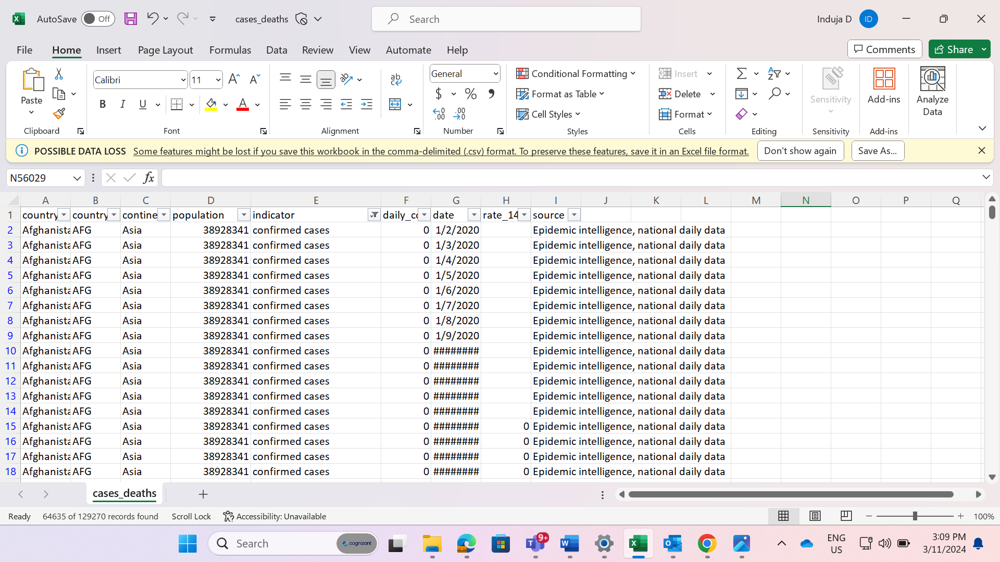 AutoSave Off cases_deaths Search Induja D ID
File Home Insert Page Layout Formulas Data Review View Automate Help Comments Share
Paste Calibri 11 General Conditional Formatting Insert Sensitivity Add-ins Analyze Data
B I U A ab $ % Format as Table Delete
Cell Styles Format
Clipboard Font Alignment Number Styles Cells Editing Sensitivity Add-ins
POSSIBLE DATA LOSS Some features might be lost if you save this workbook in the comma-delimited (.csv) format. To preserve these features, save it in an Excel file format. Don't show again Save As...
N56029 fx
A B C D E F G H I J K L M N O P Q
1 country country contine population indicator daily_co date rate_14 source
2 Afghanista AFG Asia 38928341 confirmed cases 0 1/2/2020 Epidemic intelligence, national daily data
3 Afghanista AFG Asia 38928341 confirmed cases 0 1/3/2020 Epidemic intelligence, national daily data
4 Afghanista AFG Asia 38928341 confirmed cases 0 1/4/2020 Epidemic intelligence, national daily data
5 Afghanista AFG Asia 38928341 confirmed cases 0 1/5/2020 Epidemic intelligence, national daily data
6 Afghanista AFG Asia 38928341 confirmed cases 0 1/6/2020 Epidemic intelligence, national daily data
7 Afghanista AFG Asia 38928341 confirmed cases 0 1/7/2020 Epidemic intelligence, national daily data
8 Afghanista AFG Asia 38928341 confirmed cases 0 1/8/2020 Epidemic intelligence, national daily data
9 Afghanista AFG Asia 38928341 confirmed cases 0 1/9/2020 Epidemic intelligence, national daily data
10 Afghanista AFG Asia 38928341 confirmed cases 0 ######## Epidemic intelligence, national daily data
11 Afghanista AFG Asia 38928341 confirmed cases 0 ######## Epidemic intelligence, national daily data
12 Afghanista AFG Asia 38928341 confirmed cases 0 ######## Epidemic intelligence, national daily data
13 Afghanista AFG Asia 38928341 confirmed cases 0 ######## Epidemic intelligence, national daily data
14 Afghanista AFG Asia 38928341 confirmed cases 0 ######## Epidemic intelligence, national daily data
15 Afghanista AFG Asia 38928341 confirmed cases 0 ######## 0 Epidemic intelligence, national daily data
16 Afghanista AFG Asia 38928341 confirmed cases 0 ######## 0 Epidemic intelligence, national daily data
17 Afghanista AFG Asia 38928341 confirmed cases 0 ######## 0 Epidemic intelligence, national daily data
18 Afghanista AFG Asia 38928341 confirmed cases 0 ######## 0 Epidemic intelligence, national daily data
cases_deaths
Ready 64635 of 129270 records found Scroll Lock Accessibility: Unavailable 100%
Search cognizant 9+ ENG US 3:09 PM
3/11/2024